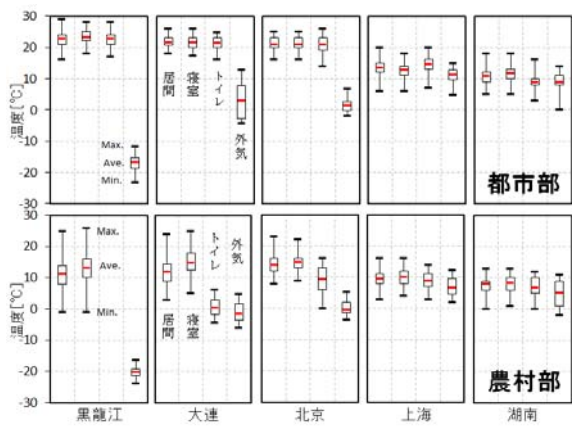 温度[℃]
30
20
10
0
-10
-20
-30
Max.
Ave.
Min.
居間
寝室
トイレ
外気
都市部
温度[℃]
30
20
10
0
-10
-20
-30
Max.
Ave.
Min.
居間
寝室
トイレ
外気
農村部
黒龍江
大連
北京
上海
湖南